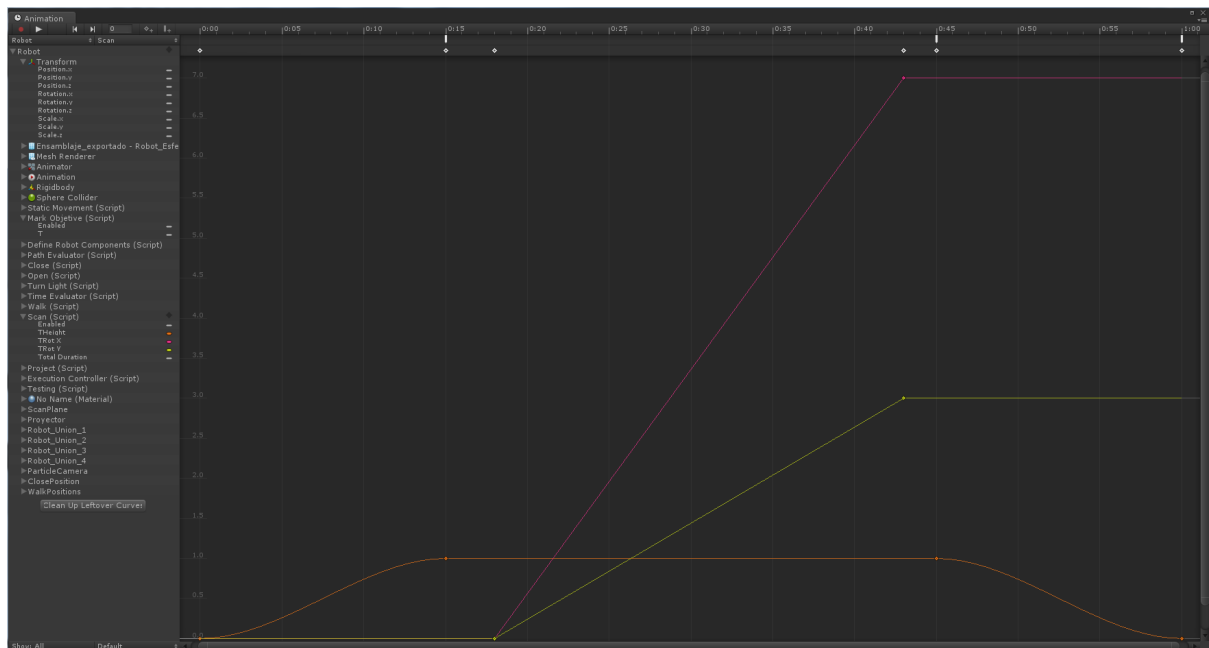 Animation
0
0:00 0:05 0:10 0:15 0:20 0:25 0:30 0:35 0:40 0:45 0:50 0:55 1:00
Robot Scan
Robot
Transform
Position.x
Position.y
Position.z
Rotation.x
Rotation.y
Rotation.z
Scale.x
Scale.y
Scale.z
Ensamblaje_exportado - Robot_Esfe
Mesh Renderer
Animator
Animation
Rigidbody
Sphere Collider
Static Movement (Script)
Mark Objetive (Script)
Enabled
T
Define Robot Components (Script)
Path Evaluator (Script)
Close (Script)
Open (Script)
Turn Light (Script)
Time Evaluator (Script)
Walk (Script)
Scan (Script)
Enabled
THeight
TRot X
TRot Y
Total Duration
Project (Script)
Execution Controller (Script)
Testing (Script)
No Name (Material)
ScanPlane
Proyector
Robot_Union_1
Robot_Union_2
Robot_Union_3
Robot_Union_4
ParticleCamera
ClosePosition
WalkPositions
Clean Up Leftover Curves
Show: All Default
7.0
6.5
6.0
5.5
5.0
4.5
4.0
3.5
3.0
2.5
2.0
1.5
1.0
0.5
0.0